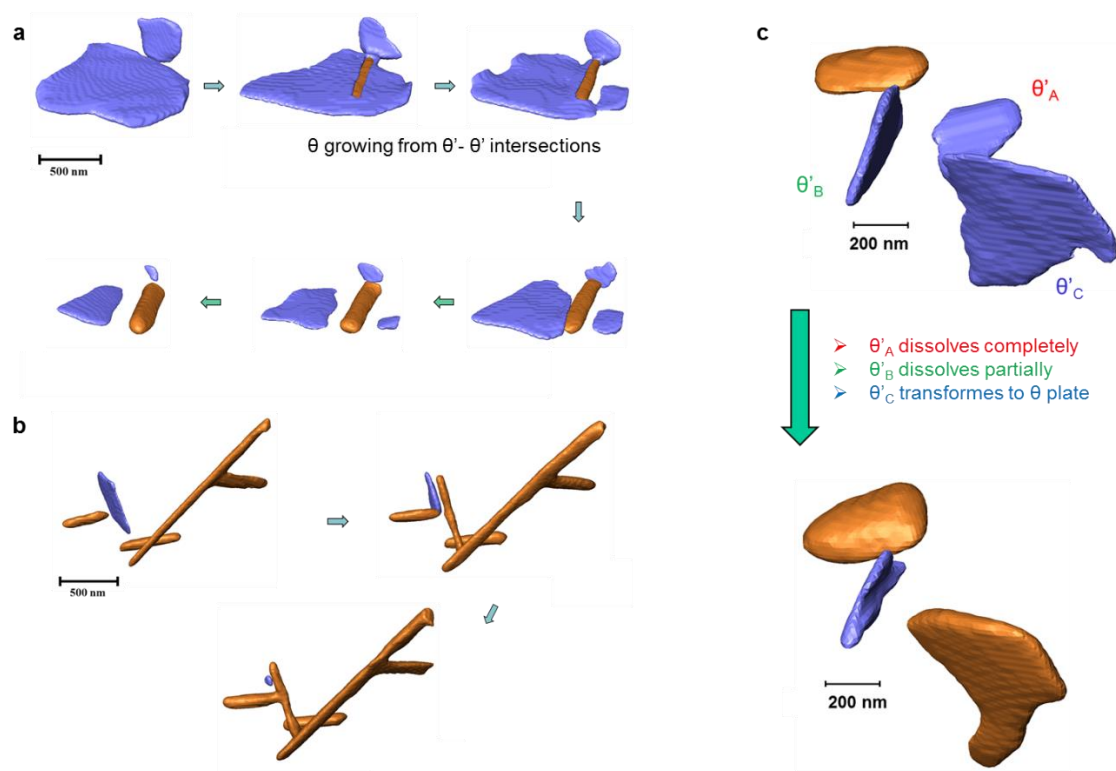 a
500 nm
θ growing from θ'- θ' intersections
b
500 nm
c
θ'A
θ'B
200 nm
θ'C
➢ θ'A dissolves completely
➢ θ'B dissolves partially
➢ θ'C transformes to θ plate
200 nm